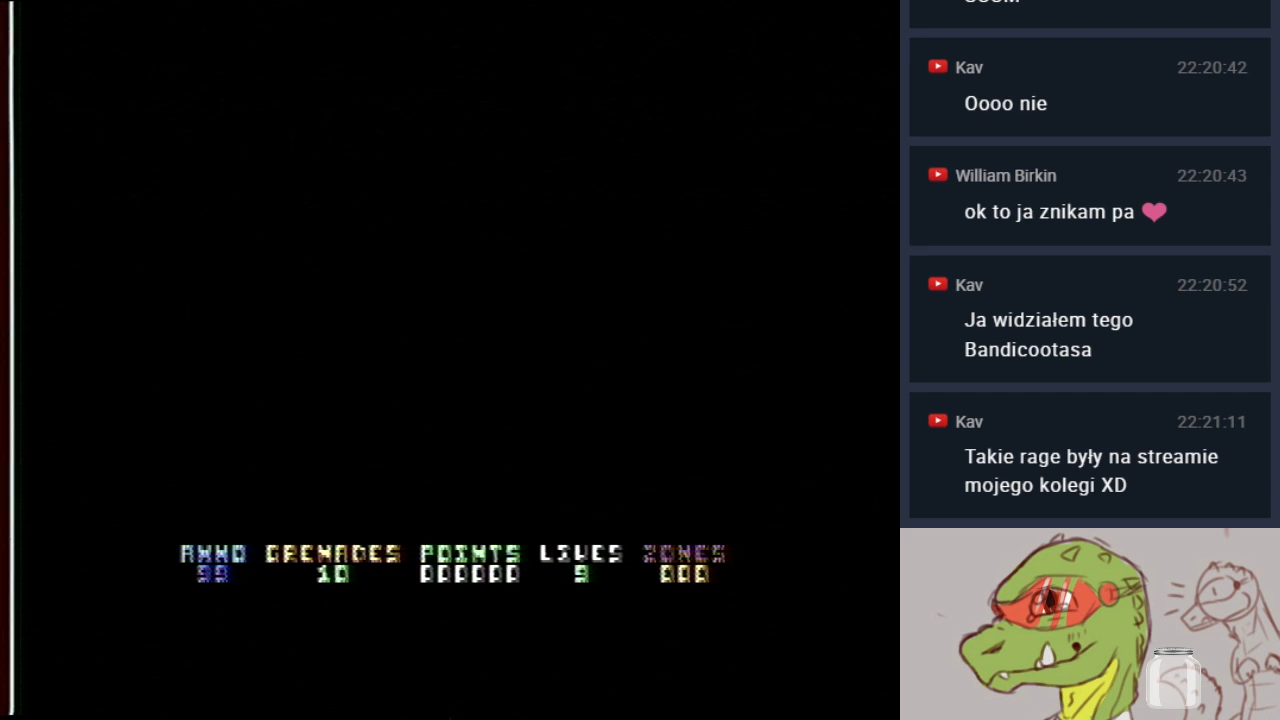 Kav 22:20:42
Oooo nie
William Birkin 22:20:43
ok to ja znikam pa
Kav 22:20:52
Ja widziałem tego
Bandicootasa
Kav 22:21:11
Takie rage były na streamie
mojego kolegi XD
AMMO GRENADES POINTS LIVES ZONES
99 10 000000 9 000